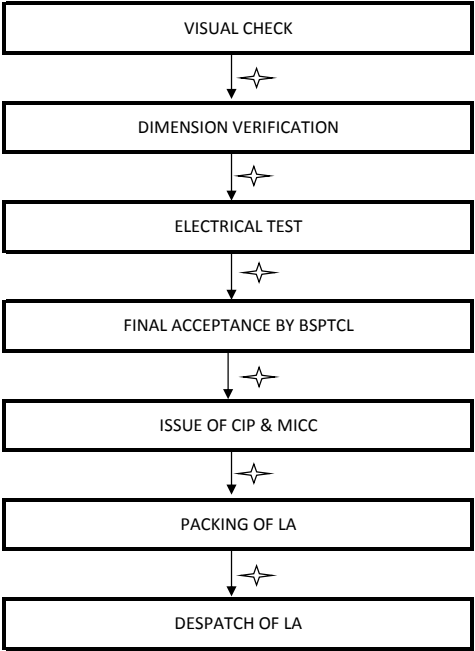 VISUAL CHECK
DIMENSION VERIFICATION
ELECTRICAL TEST
FINAL ACCEPTANCE BY BSPTCL
ISSUE OF CIP & MICC
PACKING OF LA
DESPATCH OF LA